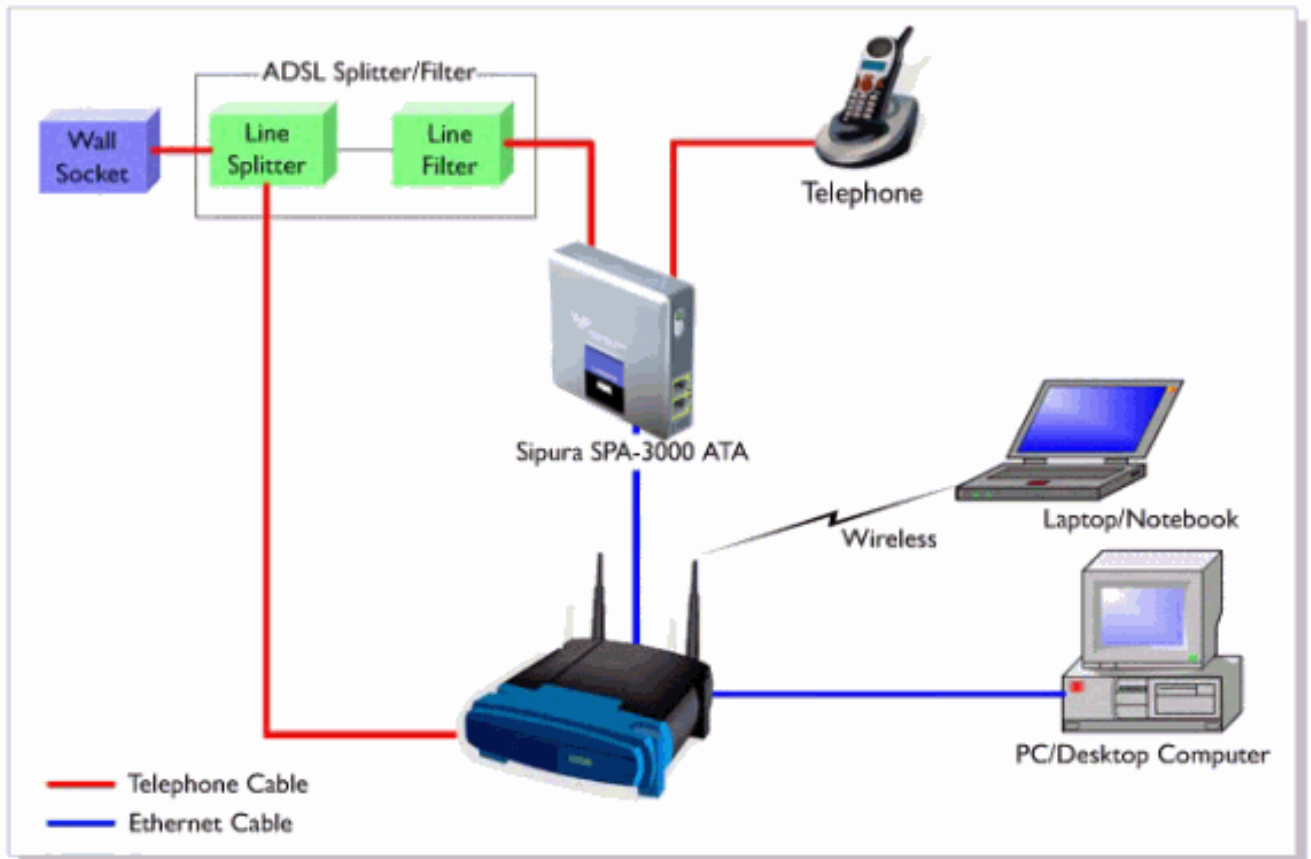 ADSL Splitter/Filter
Wall
Socket
Line
Splitter
Line
Filter
Telephone
Sipura SPA-3000 ATA
Laptop/Notebook
Wireless
PC/Desktop Computer
Telephone Cable
Ethernet Cable